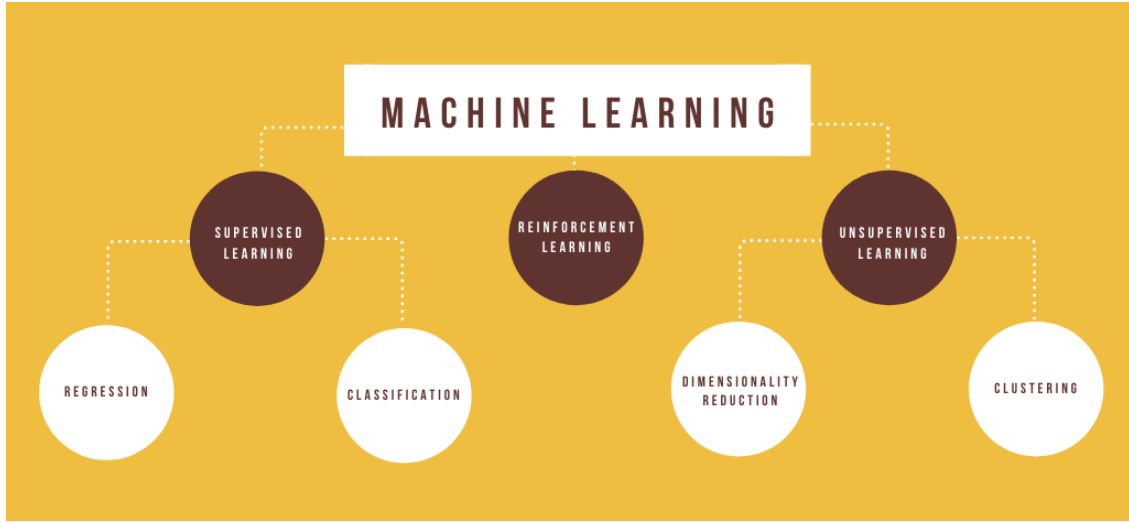 MACHINE LEARNING
SUPERVISED
LEARNING
REINFORCEMENT
LEARNING
UNSUPERVISED
LEARNING
REGRESSION
CLASSIFICATION
DIMENSIONALITY
REDUCTION
CLUSTERING